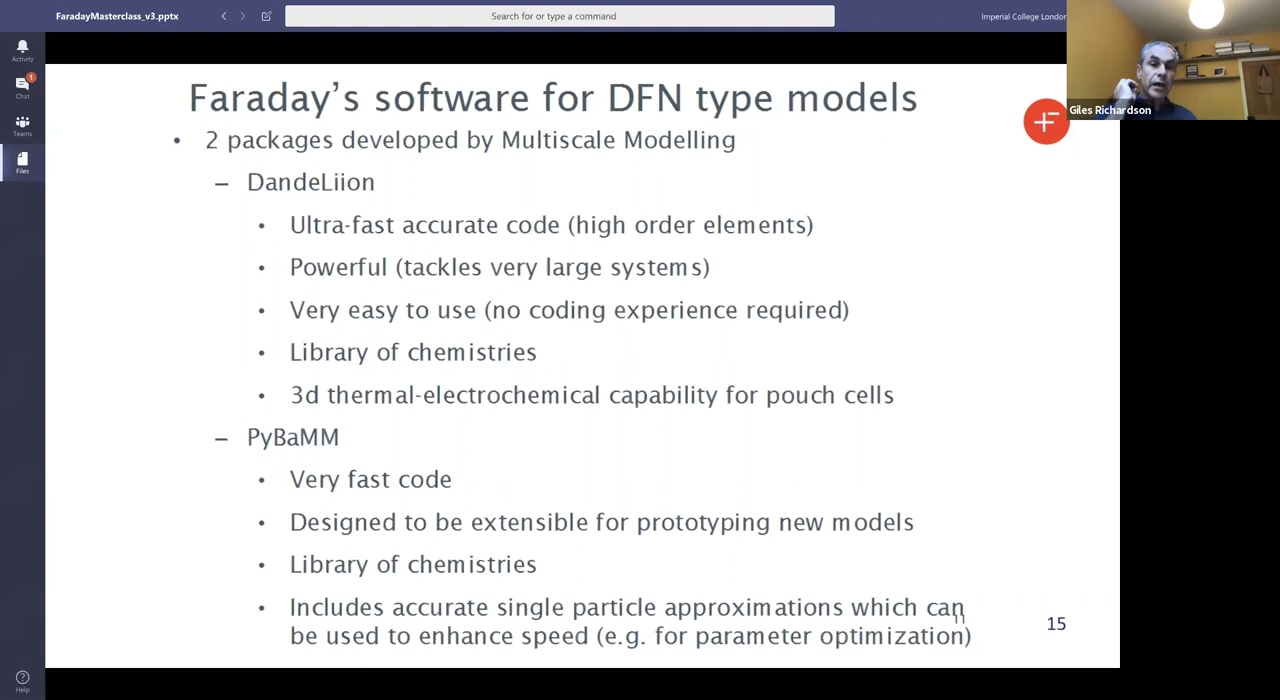 FaradayMasterclass_v3.pptx
Search for or type a command
Imperial College London
Activity
1
Chat
Teams
Files
Help
Giles Richardson
Faraday's software for DFN type models
• 2 packages developed by Multiscale Modelling
– DandeLiion
• Ultra-fast accurate code (high order elements)
• Powerful (tackles very large systems)
• Very easy to use (no coding experience required)
• Library of chemistries
• 3d thermal-electrochemical capability for pouch cells
– PyBaMM
• Very fast code
• Designed to be extensible for prototyping new models
• Library of chemistries
• Includes accurate single particle approximations which can
be used to enhance speed (e.g. for parameter optimization)
15